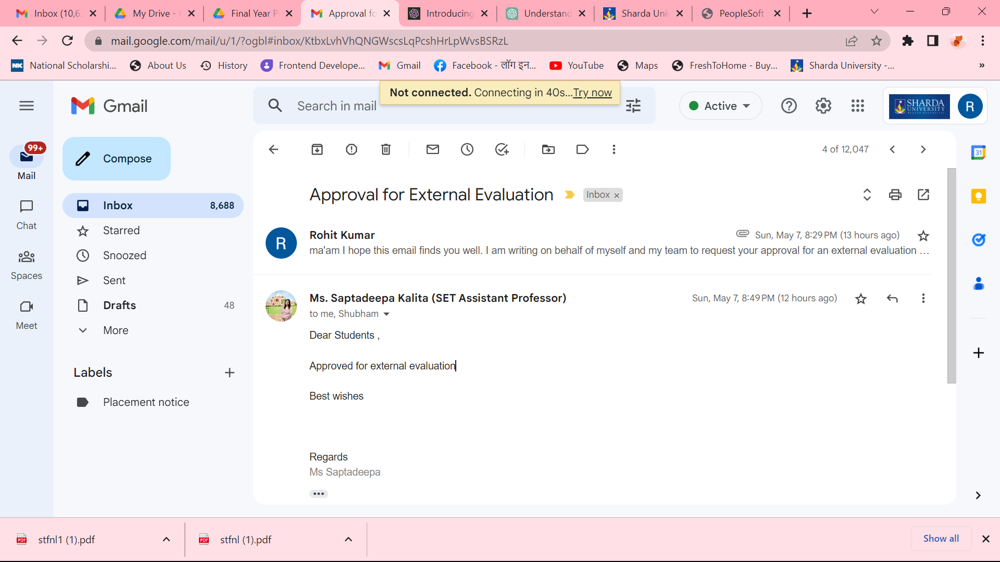 Inbox (10,63
My Drive -
Final Year P
Approval fo
Introducing
Understand
Sharda Univ
PeopleSoft
mail.google.com/mail/u/1/?ogbl#inbox/KtbxLvhVhQNGWscsLqPcshHrLpWvsBSRzL
NIC National Scholarshi...
About Us
History
Frontend Develope...
Gmail
Facebook - लॉग इन...
YouTube
Maps
FreshToHome - Buy...
Sharda University -...
»
Not connected. Connecting in 40s...Try now
Gmail
Search in mail
Active
SHARDA UNIVERSITY
R
99+
Mail
Chat
Spaces
Meet
Compose
Inbox 8,688
Starred
Snoozed
Sent
Drafts 48
More
Labels
Placement notice
4 of 12,047
31
Approval for External Evaluation
Inbox ×
R
Rohit Kumar
Sun, May 7, 8:29 PM (13 hours ago)
ma'am I hope this email finds you well. I am writing on behalf of myself and my team to request your approval for an external evaluation …
Ms. Saptadeepa Kalita (SET Assistant Professor)
Sun, May 7, 8:49 PM (12 hours ago)
to me, Shubham
Dear Students ,
Approved for external evaluation
Best wishes
Regards
Ms Saptadeepa
PDF stfnl1 (1).pdf
PDF stfnl (1).pdf
Show all